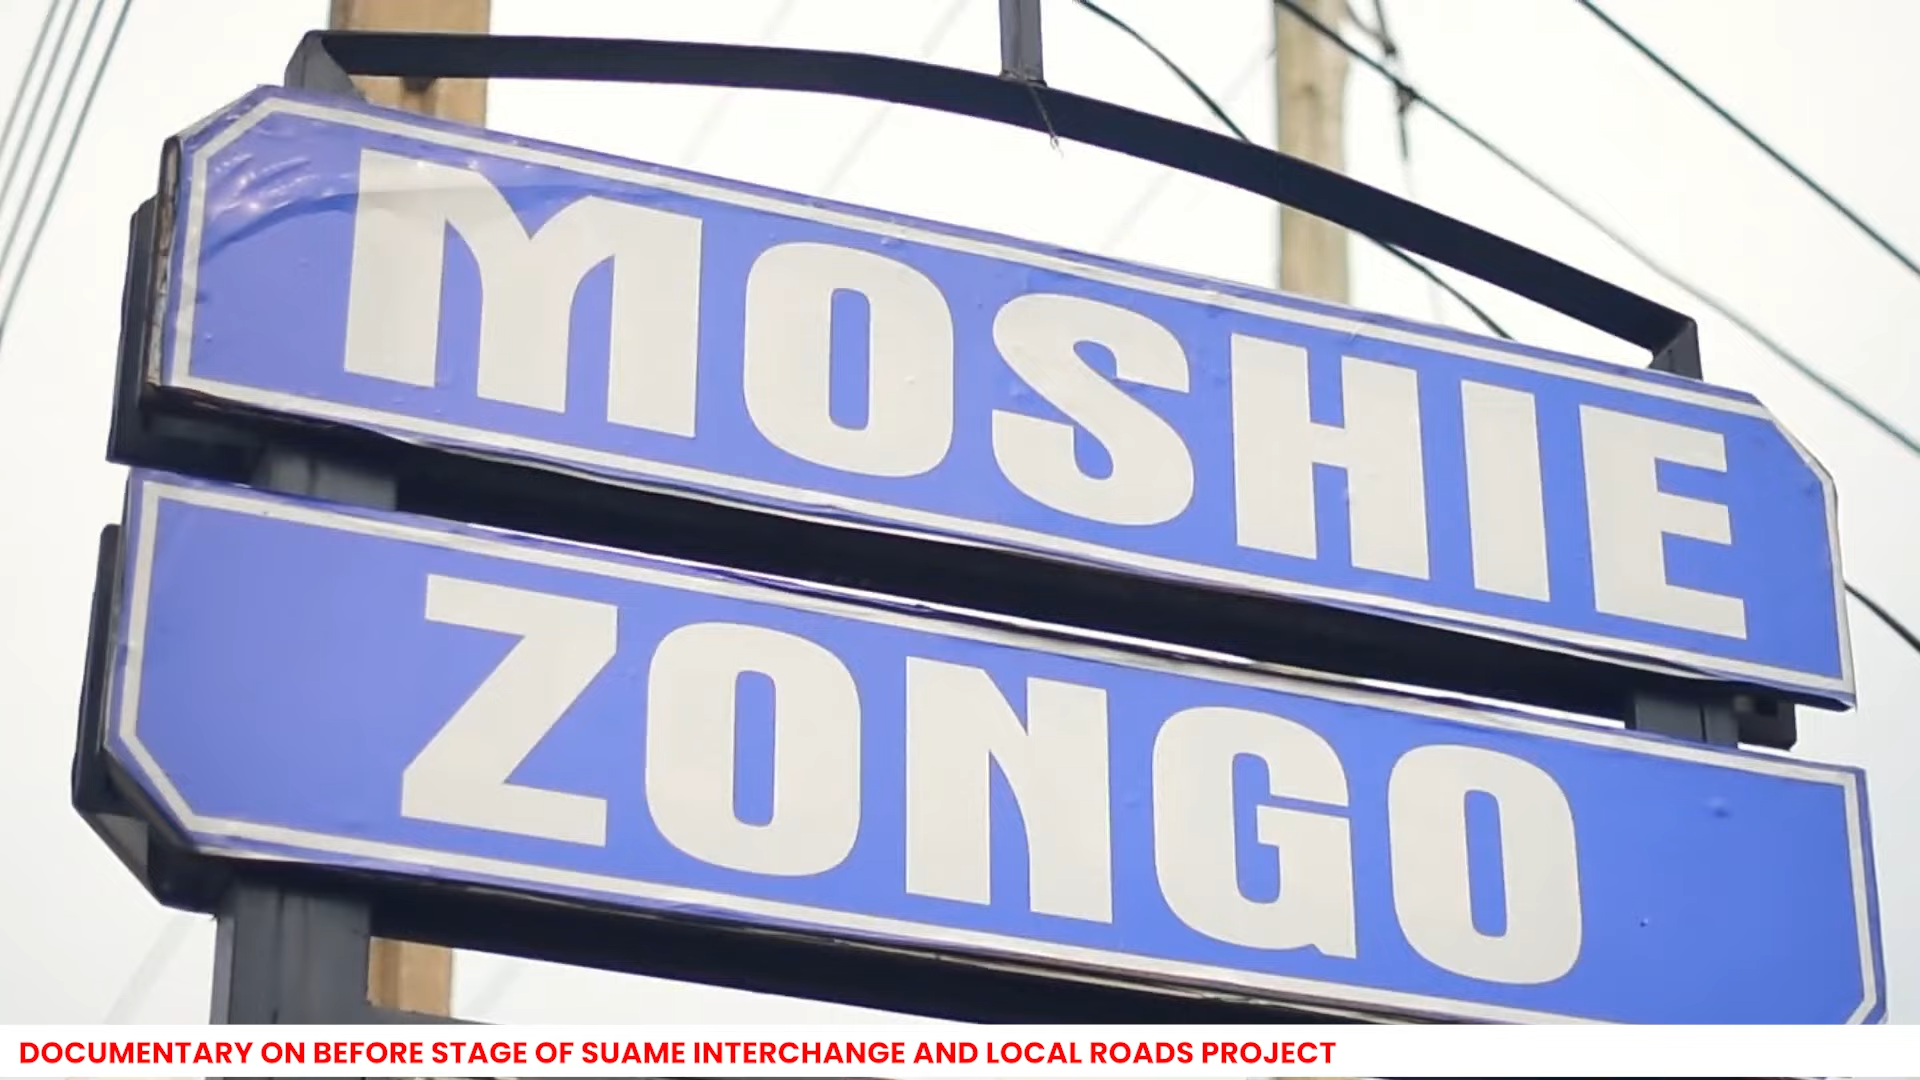 MOSHIE
ZONGO
DOCUMENTARY ON BEFORE STAGE OF SUAME INTERCHANGE AND LOCAL ROADS PROJECT